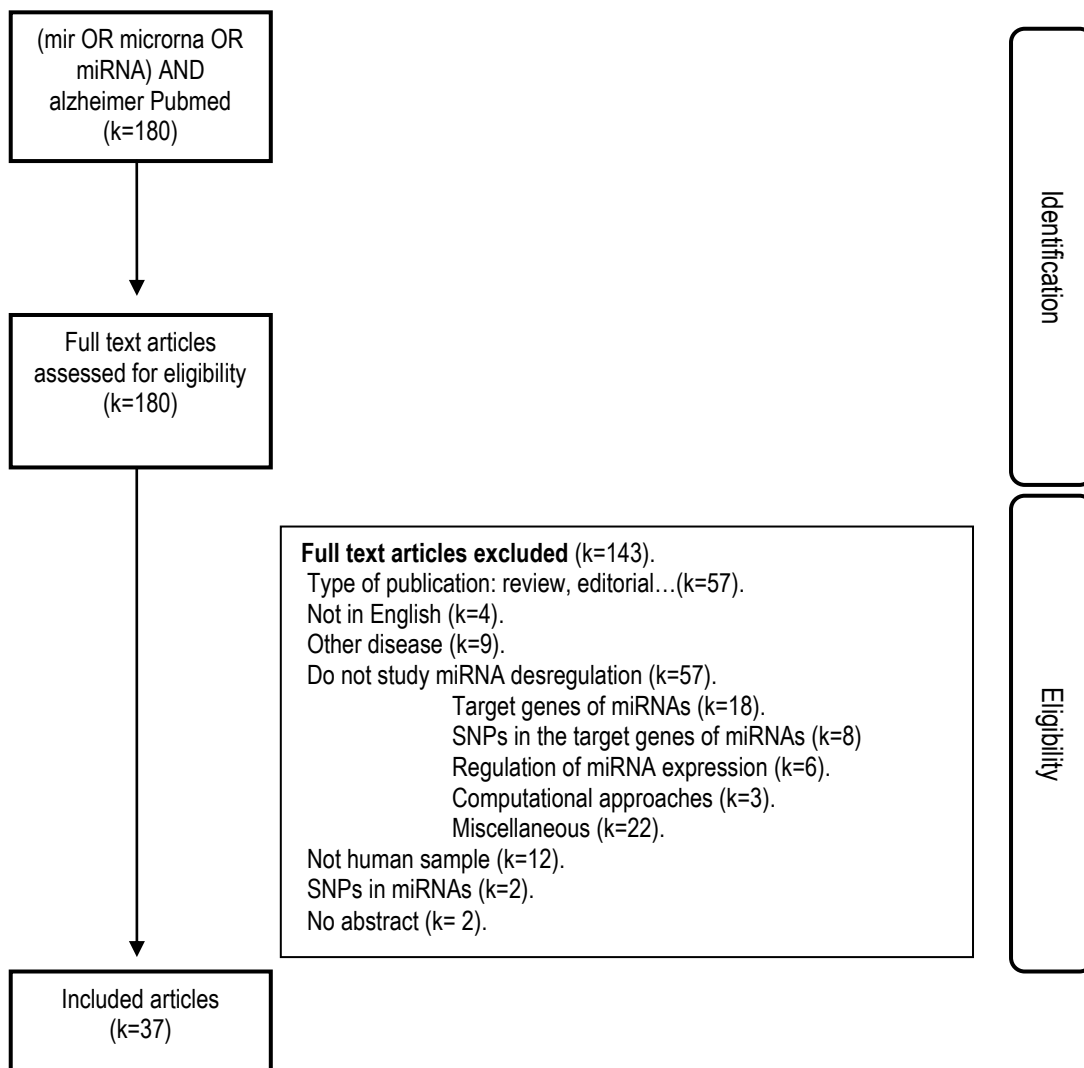 (mir OR microrna OR
miRNA) AND
alzheimer Pubmed
(k=180)
Identification
Full text articles
assessed for eligibility
(k=180)
Full text articles excluded (k=143).
Type of publication: review, editorial…(k=57).
Not in English (k=4).
Other disease (k=9).
Do not study miRNA desregulation (k=57).
Target genes of miRNAs (k=18).
SNPs in the target genes of miRNAs (k=8)
Regulation of miRNA expression (k=6).
Computational approaches (k=3).
Miscellaneous (k=22).
Not human sample (k=12).
SNPs in miRNAs (k=2).
No abstract (k= 2).
Eligibility
Included articles
(k=37)